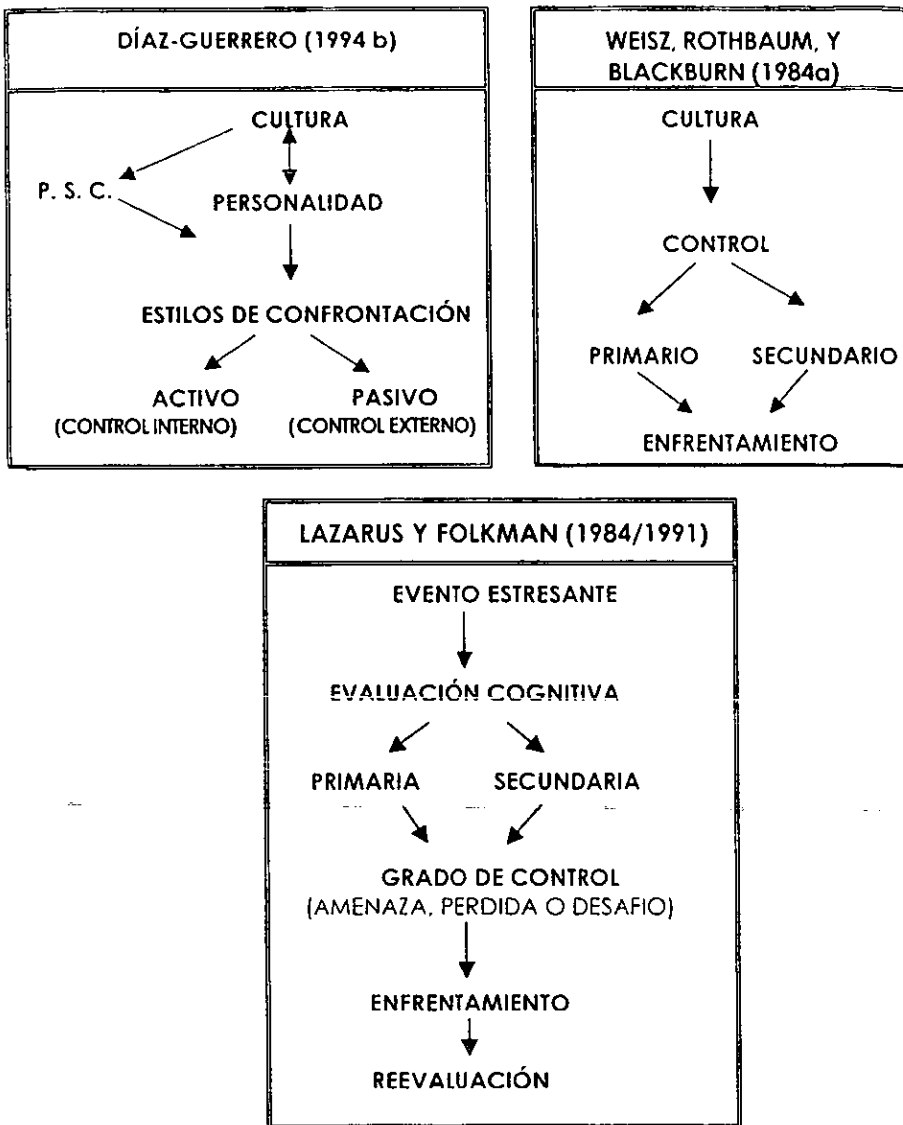 DÍAZ-GUERRERO (1994 b)
CULTURA
P. S. C.
PERSONALIDAD
ESTILOS DE CONFRONTACIÓN
ACTIVO
(CONTROL INTERNO)
PASIVO
(CONTROL EXTERNO)
WEISZ, ROTHBAUM, Y
BLACKBURN (1984a)
CULTURA
CONTROL
PRIMARIO
SECUNDARIO
ENFRENTAMIENTO
LAZARUS Y FOLKMAN (1984/1991)
EVENTO ESTRESANTE
EVALUACIÓN COGNITIVA
PRIMARIA
SECUNDARIA
GRADO DE CONTROL
(AMENAZA, PERDIDA O DESAFIO)
ENFRENTAMIENTO
REEVALUACIÓN